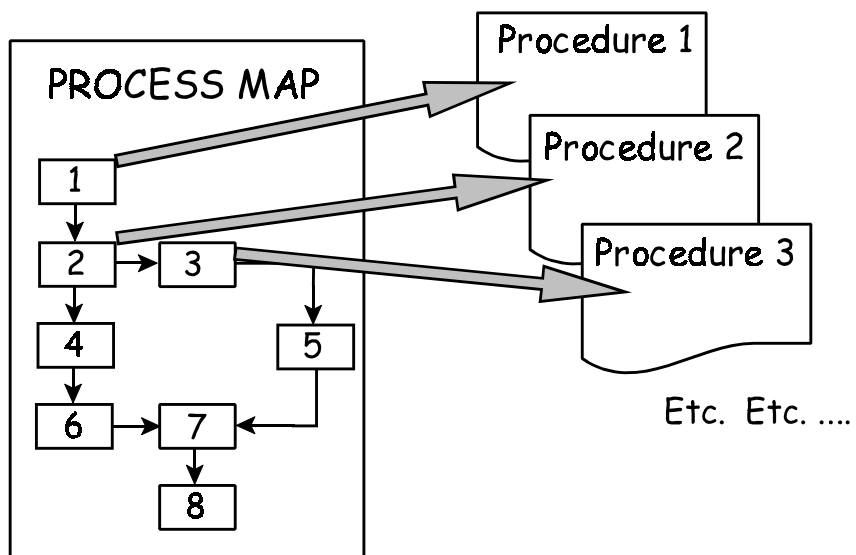 PROCESS MAP
1
2
3
4
5
6
7
8
Procedure 1
Procedure 2
Procedure 3
Etc. Etc. ....